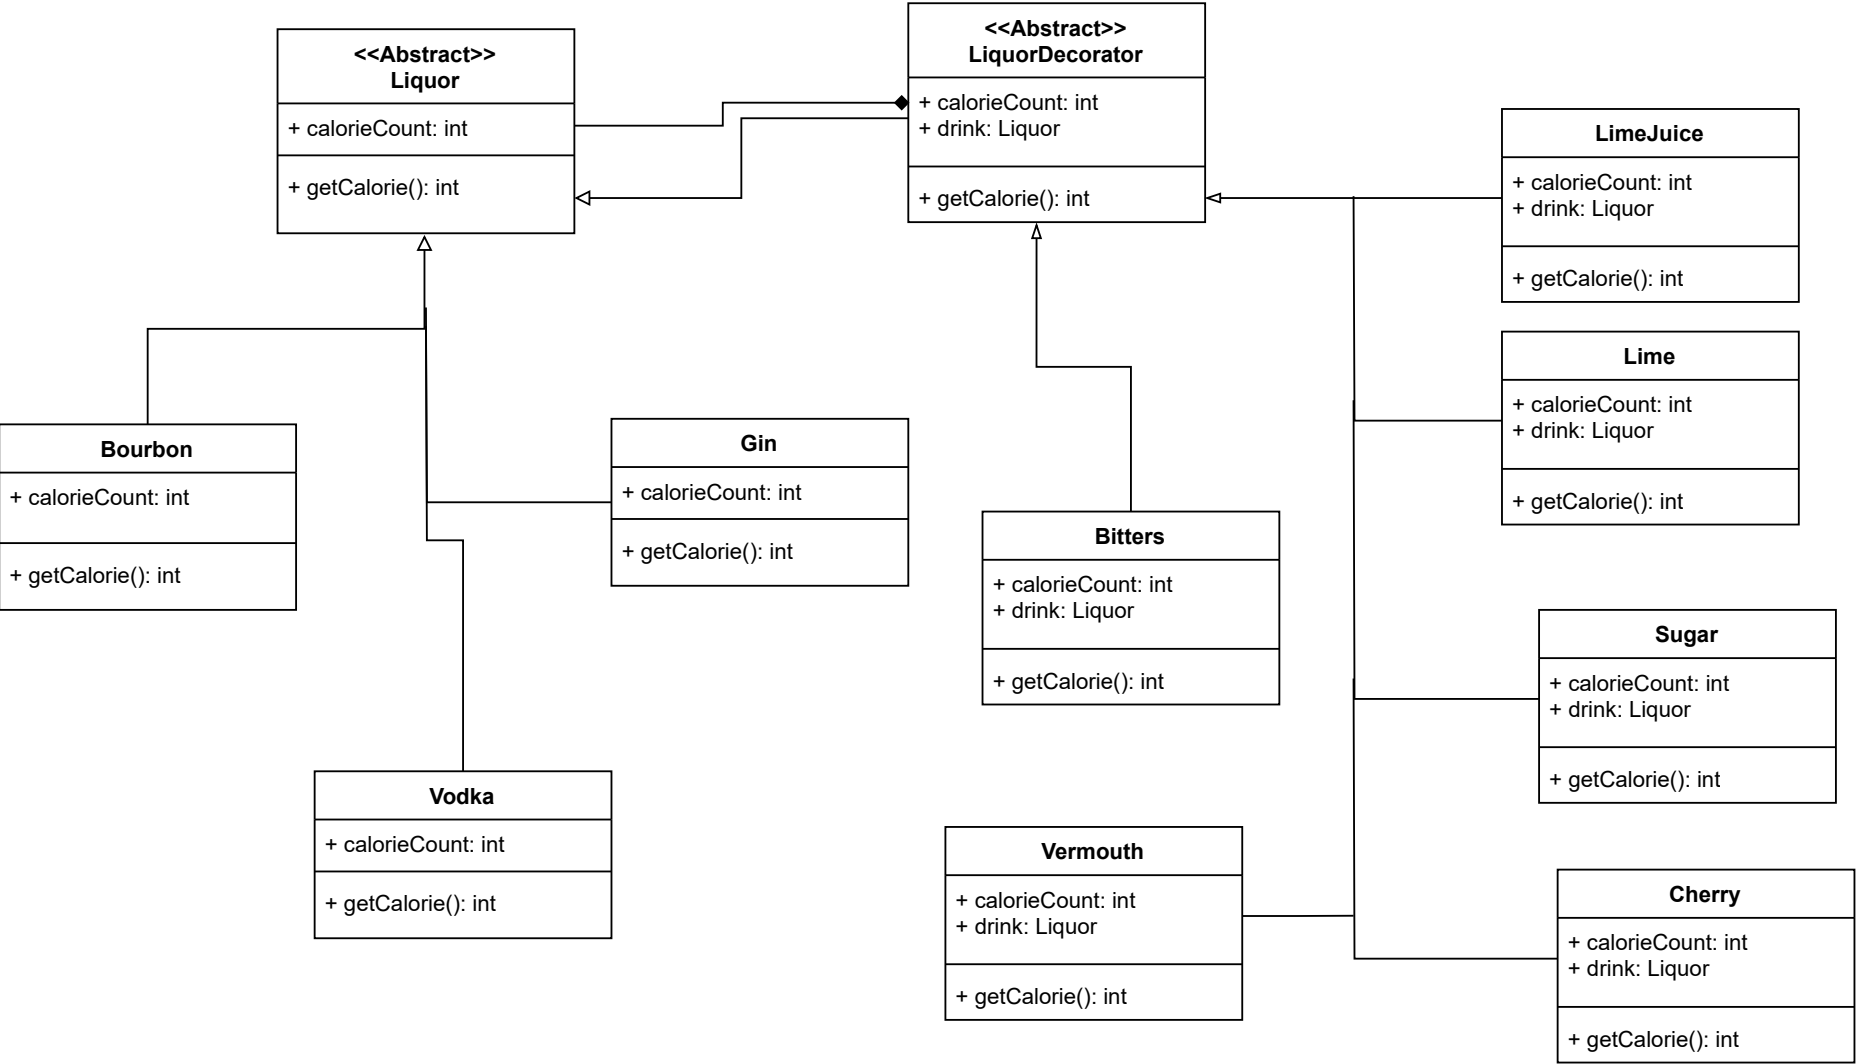 <<Abstract>>
Liquor
+ calorieCount: int
+ getCalorie(): int
<<Abstract>>
LiquorDecorator
+ calorieCount: int
+ drink: Liquor
+ getCalorie(): int
LimeJuice
+ calorieCount: int
+ drink: Liquor
+ getCalorie(): int
Lime
+ calorieCount: int
+ drink: Liquor
+ getCalorie(): int
Bourbon
+ calorieCount: int
+ getCalorie(): int
Gin
+ calorieCount: int
+ getCalorie(): int
Bitters
+ calorieCount: int
+ drink: Liquor
+ getCalorie(): int
Sugar
+ calorieCount: int
+ drink: Liquor
+ getCalorie(): int
Vodka
+ calorieCount: int
+ getCalorie(): int
Vermouth
+ calorieCount: int
+ drink: Liquor
+ getCalorie(): int
Cherry
+ calorieCount: int
+ drink: Liquor
+ getCalorie(): int